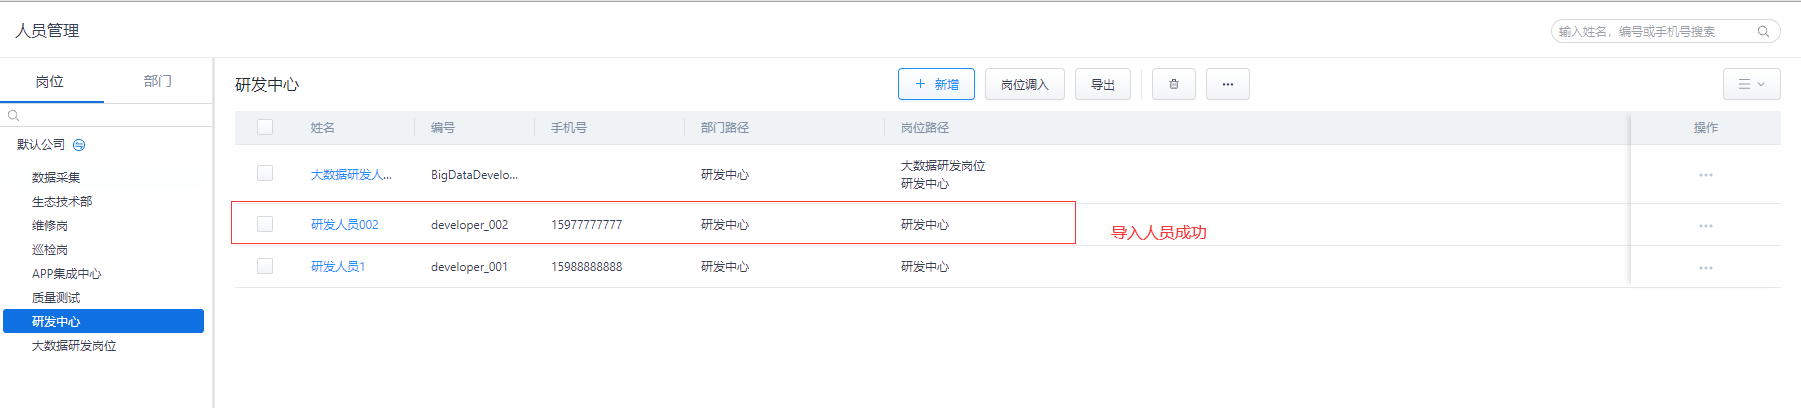 人员管理
输入姓名，编号或手机号搜索
岗位 部门
默认公司
数据采集
生态技术部
维修岗
巡检岗
APP集成中心
质量测试
研发中心
大数据研发岗位
研发中心
+ 新增 岗位调入 导出 ...
姓名 编号 手机号 部门路径 岗位路径 操作
大数据研发人... BigDataDevelo... 研发中心 大数据研发岗位
研发中心
研发人员002 developer_002 15977777777 研发中心 研发中心
导入人员成功
研发人员1 developer_001 15988888888 研发中心 研发中心